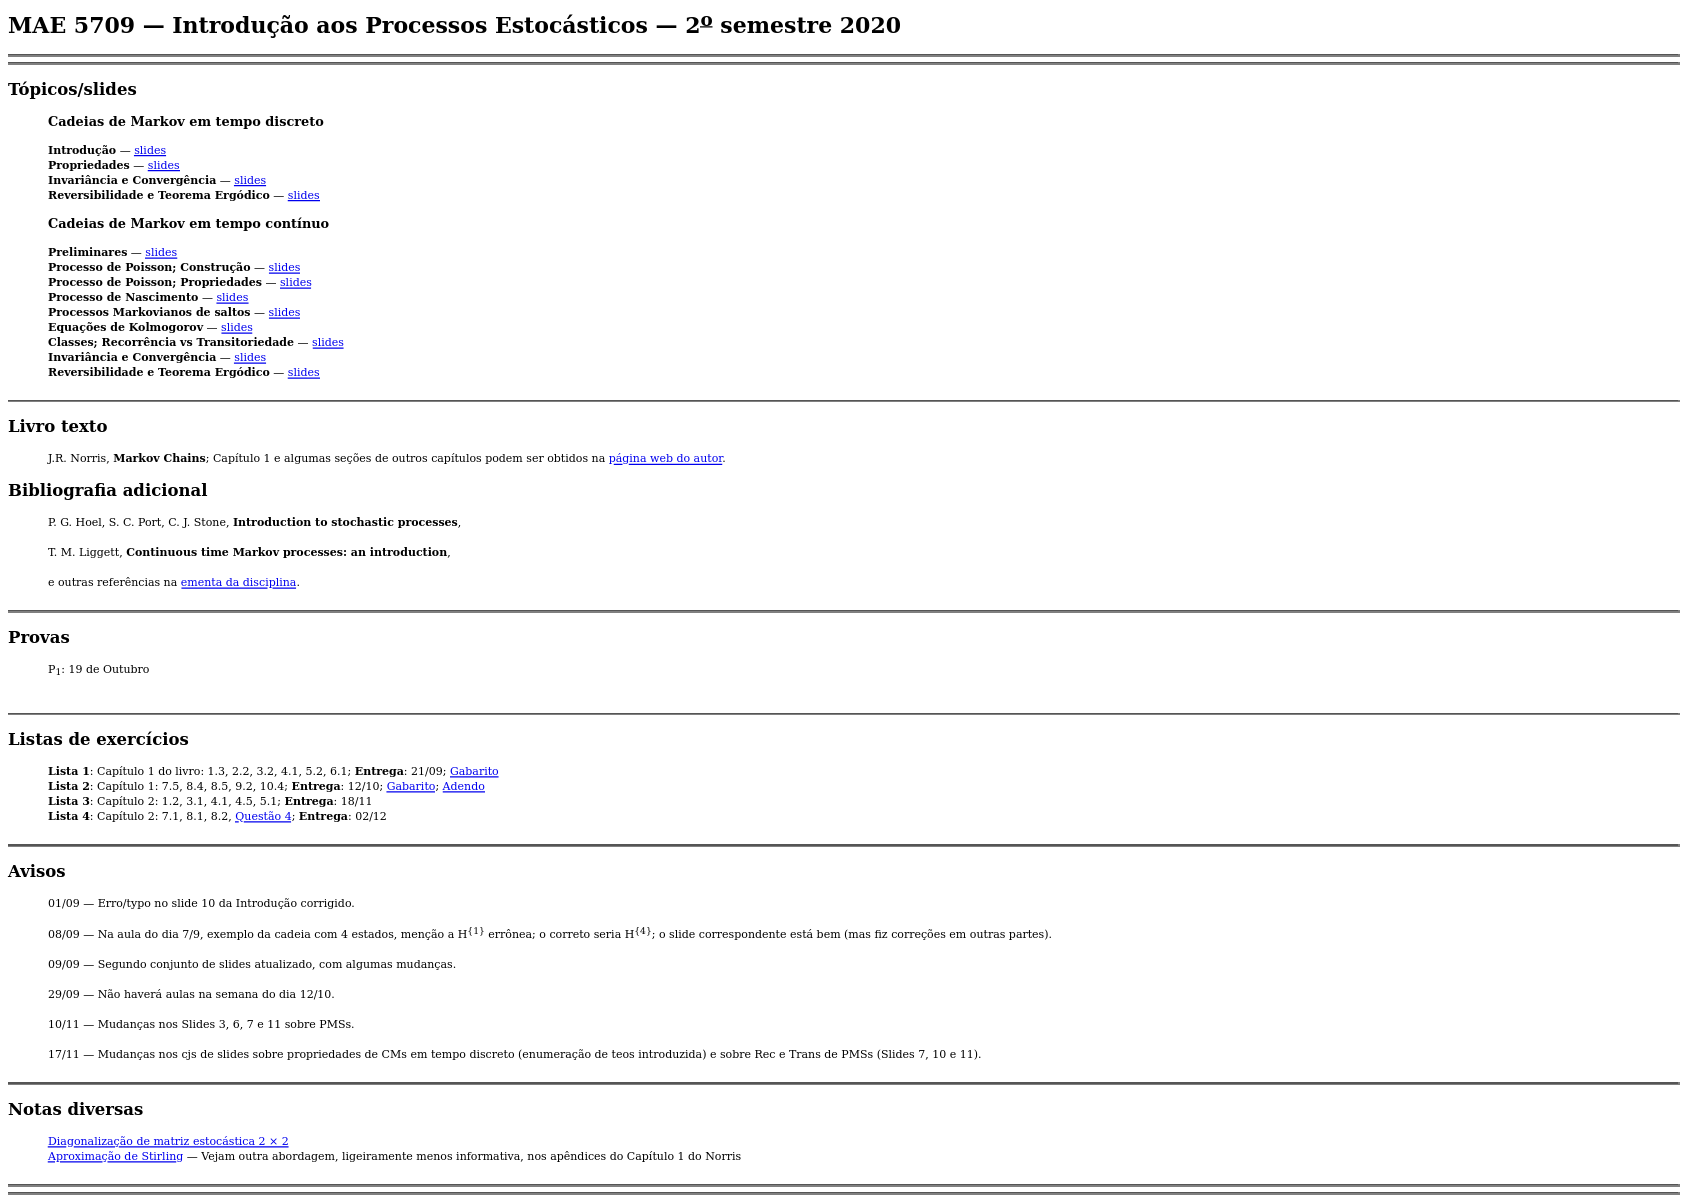 MAE 5709 — Introdução aos Processos Estocásticos — 2º semestre 2020
Tópicos/slides
Cadeias de Markov em tempo discreto
Introdução — slides
Propriedades — slides
Invariância e Convergência — slides
Reversibilidade e Teorema Ergódico — slides
Cadeias de Markov em tempo contínuo
Preliminares — slides
Processo de Poisson; Construção — slides
Processo de Poisson; Propriedades — slides
Processo de Nascimento — slides
Processos Markovianos de saltos — slides
Equações de Kolmogorov — slides
Classes; Recorrência vs Transitoriedade — slides
Invariância e Convergência — slides
Reversibilidade e Teorema Ergódico — slides
Livro texto
J.R. Norris, Markov Chains; Capítulo 1 e algumas seções de outros capítulos podem ser obtidos na página web do autor.
Bibliografia adicional
P. G. Hoel, S. C. Port, C. J. Stone, Introduction to stochastic processes,
T. M. Liggett, Continuous time Markov processes: an introduction,
e outras referências na ementa da disciplina.
Provas
P1: 19 de Outubro
Listas de exercícios
Lista 1: Capítulo 1 do livro: 1.3, 2.2, 3.2, 4.1, 5.2, 6.1; Entrega: 21/09; Gabarito
Lista 2: Capítulo 1: 7.5, 8.4, 8.5, 9.2, 10.4; Entrega: 12/10; Gabarito; Adendo
Lista 3: Capítulo 2: 1.2, 3.1, 4.1, 4.5, 5.1; Entrega: 18/11
Lista 4: Capítulo 2: 7.1, 8.1, 8.2, Questão 4; Entrega: 02/12
Avisos
01/09 — Erro/typo no slide 10 da Introdução corrigido.
08/09 — Na aula do dia 7/9, exemplo da cadeia com 4 estados, menção a H{1} errônea; o correto seria H{4}; o slide correspondente está bem (mas fiz correções em outras partes).
09/09 — Segundo conjunto de slides atualizado, com algumas mudanças.
29/09 — Não haverá aulas na semana do dia 12/10.
10/11 — Mudanças nos Slides 3, 6, 7 e 11 sobre PMSs.
17/11 — Mudanças nos cjs de slides sobre propriedades de CMs em tempo discreto (enumeração de teos introduzida) e sobre Rec e Trans de PMSs (Slides 7, 10 e 11).
Notas diversas
Diagonalização de matriz estocástica 2 × 2
Aproximação de Stirling — Vejam outra abordagem, ligeiramente menos informativa, nos apêndices do Capítulo 1 do Norris